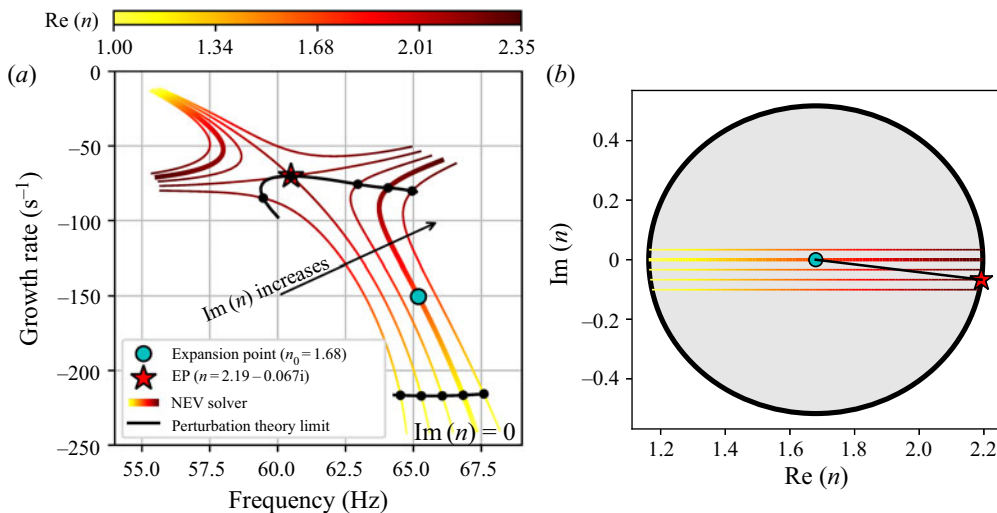 Re (n)
1.00 1.34 1.68 2.01 2.35
(a)
0
−50
−100
−150
−200
−250
Growth rate (s⁻¹)
55.0 57.5 60.0 62.5 65.0 67.5
Frequency (Hz)
Im (n) increases
Expansion point (n₀ = 1.68)
EP (n = 2.19 – 0.067i)
NEV solver
Perturbation theory limit
Im (n) = 0
(b)
0.4
0.2
0
−0.2
−0.4
Im (n)
1.2 1.4 1.6 1.8 2.0 2.2
Re (n)